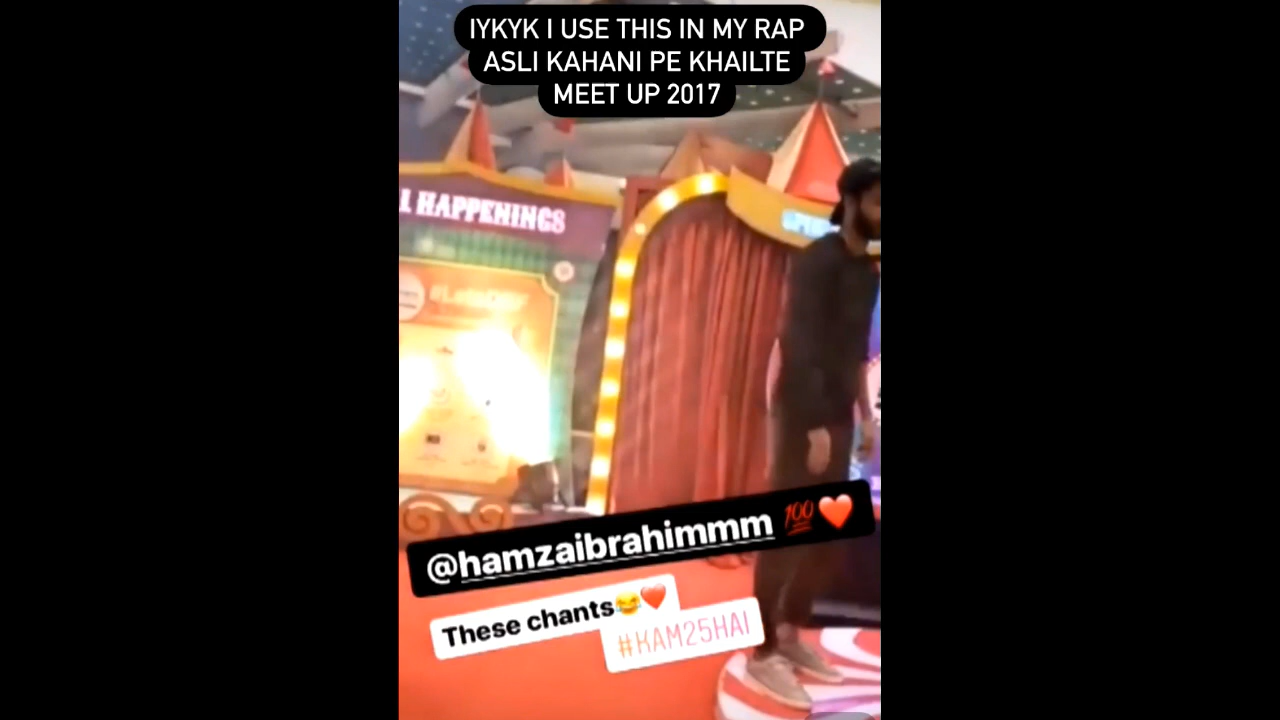 IYKYK I USE THIS IN MY RAP
ASLI KAHANI PE KHAILTE
MEET UP 2017
HAPPENINGS
@hamzaibrahimmm 💯❤️
These chants😂❤️
#KAM25HAI